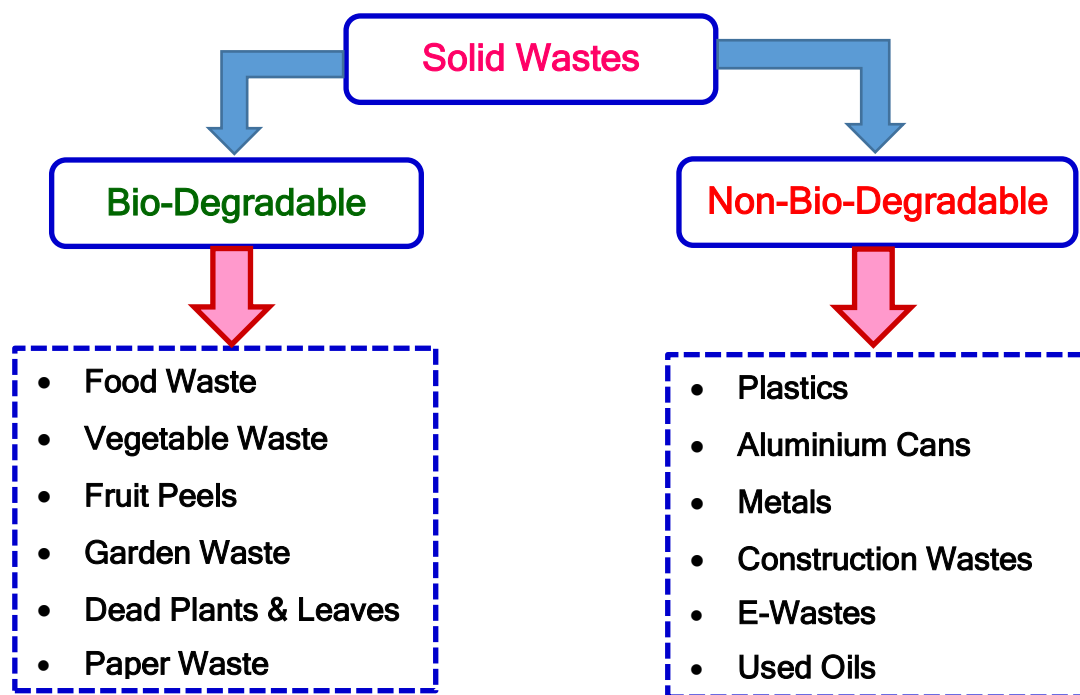 Solid Wastes
Bio-Degradable
Non-Bio-Degradable
• Food Waste
• Vegetable Waste
• Fruit Peels
• Garden Waste
• Dead Plants & Leaves
• Paper Waste
• Plastics
• Aluminium Cans
• Metals
• Construction Wastes
• E-Wastes
• Used Oils